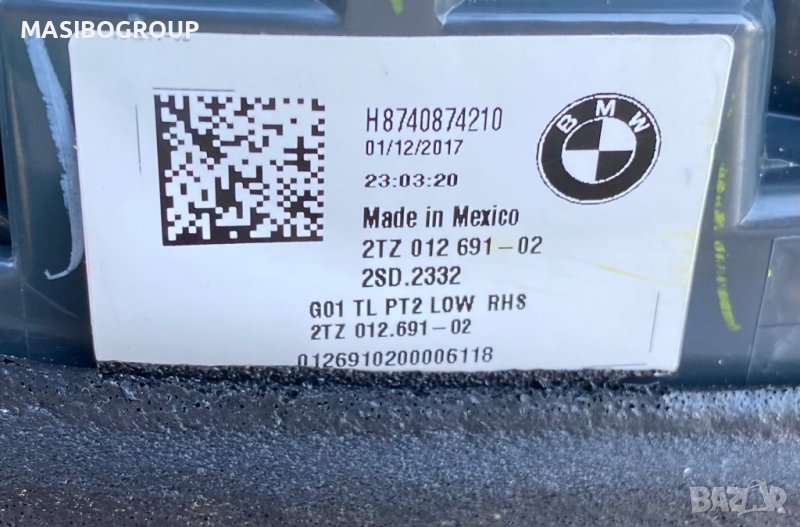 MASIBOGROUP
H8740874210
01/12/2017
23:03:20
BMW
Made in Mexico
2TZ 012 691-02
2SD.2332
G01 TL PT2 LOW RHS
2TZ 012.691-02
0126910200006118
BAZAR